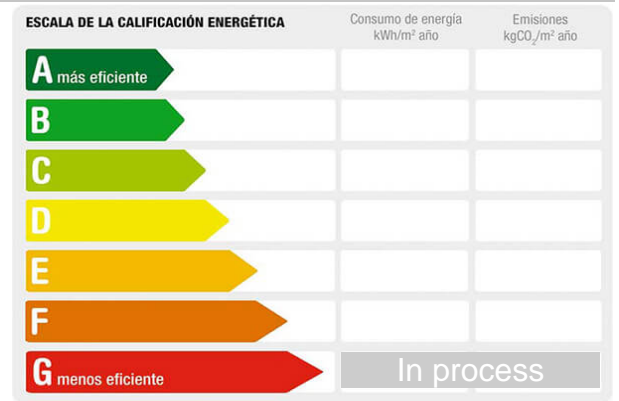 ESCALA DE LA CALIFICACIÓN ENERGÉTICA
Consumo de energía
kWh/m² año
Emisiones
kgCO₂/m² año
A más eficiente
B
C
D
E
F
G menos eficiente
In process